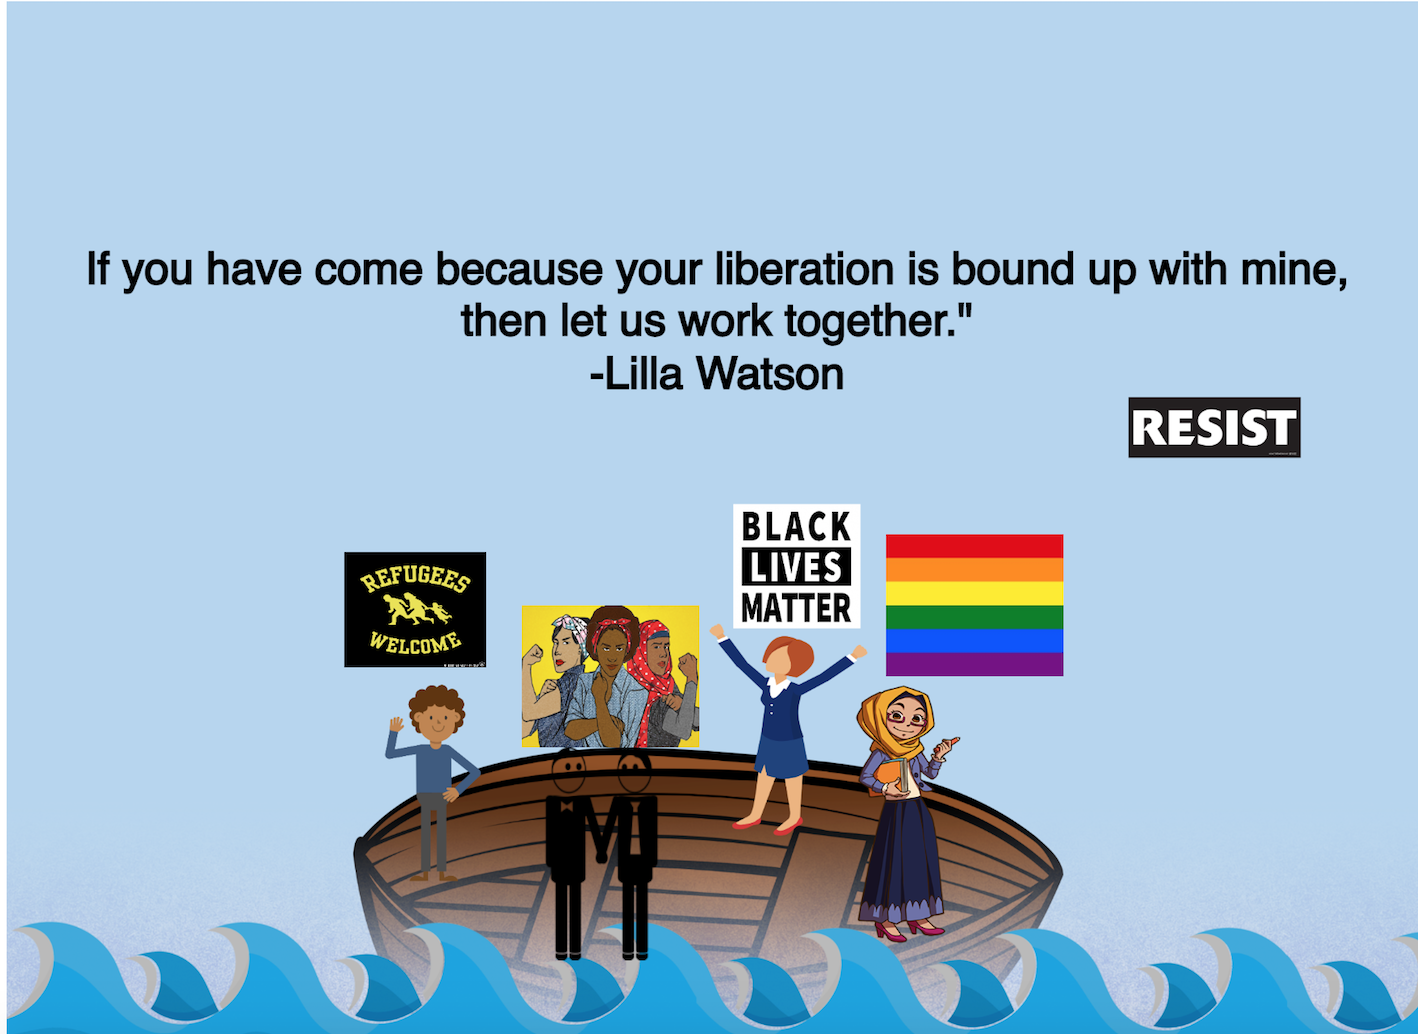 If you have come because your liberation is bound up with mine,
then let us work together."
-Lilla Watson
RESIST
BLACK
LIVES
MATTER
REFUGEES
WELCOME